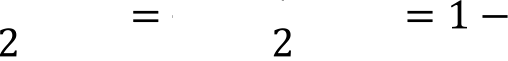 = = 1 −
2 2